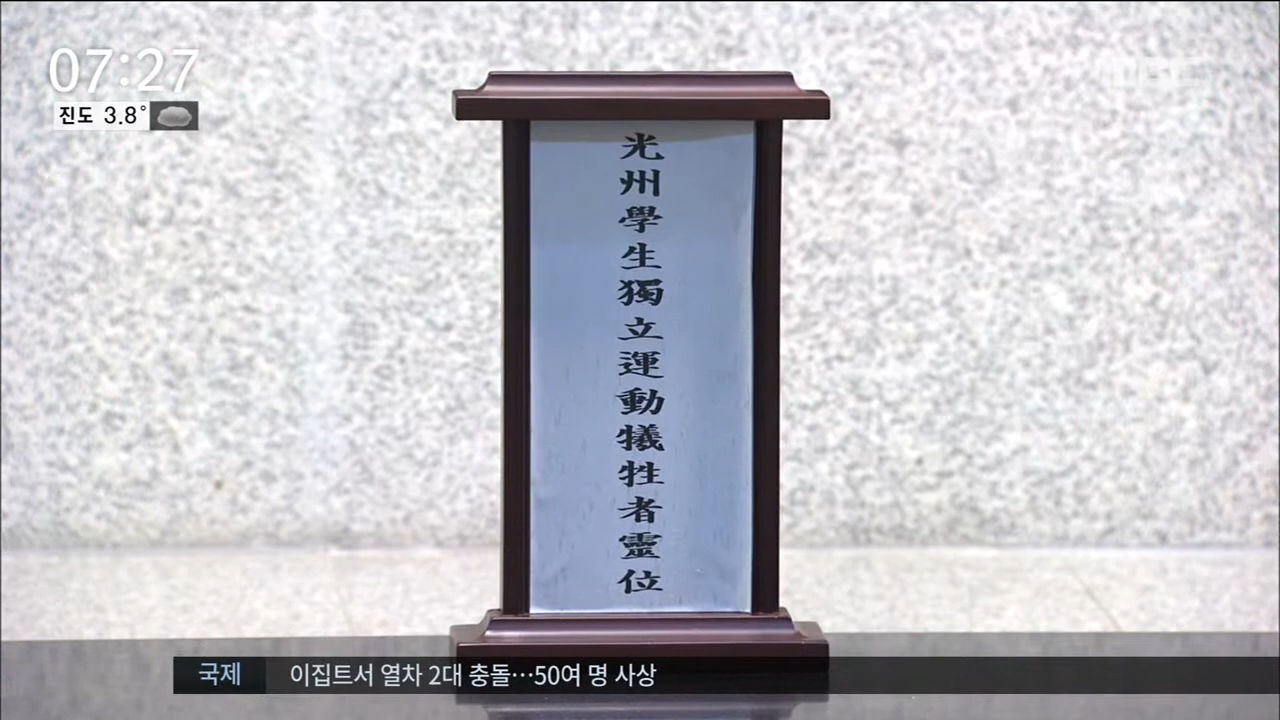 07:27
진도 3.8°
光州學生獨立運動犧牲者靈位
국제 이집트서 열차 2대 충돌…50여 명 사상